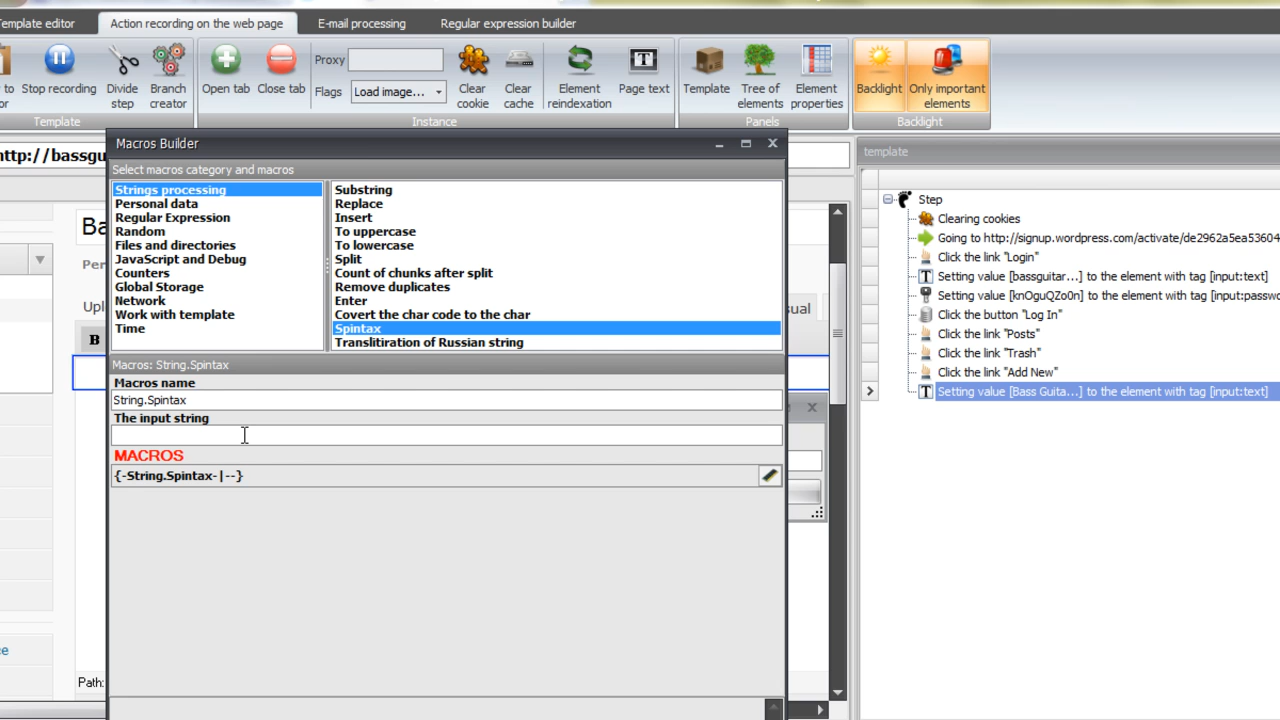 Template editor
Action recording on the web page
E-mail processing
Regular expression builder
Stop recording
Divide step
Branch creator
Open tab
Close tab
Proxy
Flags
Load image...
Clear cookie
Clear cache
Element reindexation
Page text
Template
Tree of elements
Element properties
Backlight
Only important elements
Template
Instance
Panels
Backlight
Macros Builder
http://bassgu
template
Select macros category and macros
Strings processing
Personal data
Regular Expression
Random
Files and directories
JavaScript and Debug
Counters
Global Storage
Network
Work with template
Time
Substring
Replace
Insert
To uppercase
To lowercase
Split
Count of chunks after split
Remove duplicates
Enter
Covert the char code to the char
Spintax
Translitiration of Russian string
Step
Clearing cookies
Going to http://signup.wordpress.com/activate/de2962a5ea53604
Click the link "Login"
Setting value [bassguitar...] to the element with tag [input:text]
Setting value [knOguQZo0n] to the element with tag [input:passwo
Click the button "Log In"
Click the link "Posts"
Click the link "Trash"
Click the link "Add New"
Setting value [Bass Guita...] to the element with tag [input:text]
Ba
Per
Upl
B
Macros: String.Spintax
Macros name
String.Spintax
The input string
MACROS
{-String.Spintax-|--}
Path: